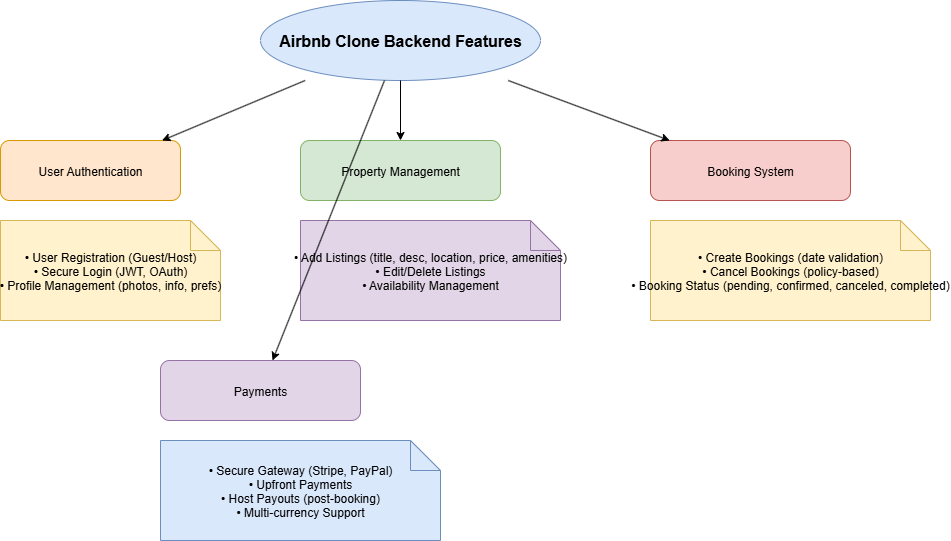 Airbnb Clone Backend Features
User Authentication
Property Management
Booking System
• User Registration (Guest/Host)
• Secure Login (JWT, OAuth)
• Profile Management (photos, info, prefs)
• Add Listings (title, desc, location, price, amenities)
• Edit/Delete Listings
• Availability Management
• Create Bookings (date validation)
• Cancel Bookings (policy-based)
• Booking Status (pending, confirmed, canceled, completed)
Payments
• Secure Gateway (Stripe, PayPal)
• Upfront Payments
• Host Payouts (post-booking)
• Multi-currency Support